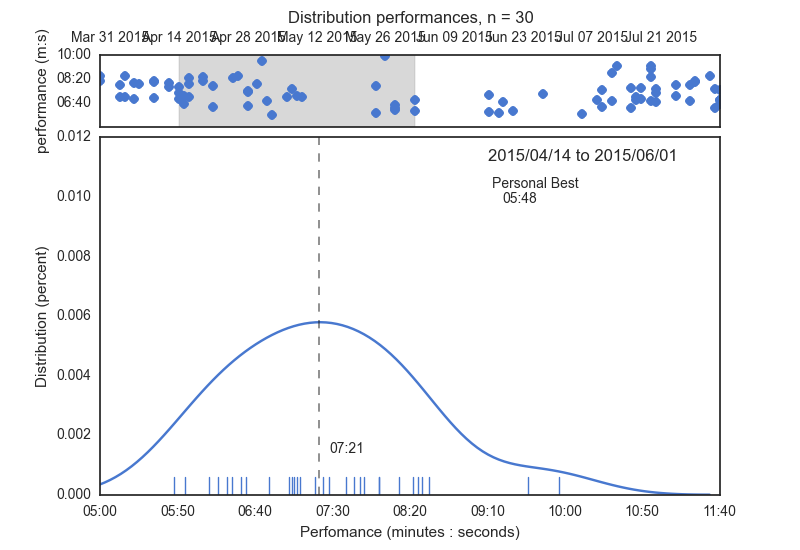 Distribution performances, n = 30
Mar 31 2015 Apr 14 2015 Apr 28 2015 May 12 2015 May 26 2015 Jun 09 2015 Jun 23 2015 Jul 07 2015 Jul 21 2015
performance (m:s)
10:00
08:20
06:40
Distribution (percent)
0.012
0.010
0.008
0.006
0.004
0.002
0.000
2015/04/14 to 2015/06/01
Personal Best
05:48
07:21
05:00 05:50 06:40 07:30 08:20 09:10 10:00 10:50 11:40
Perfomance (minutes : seconds)